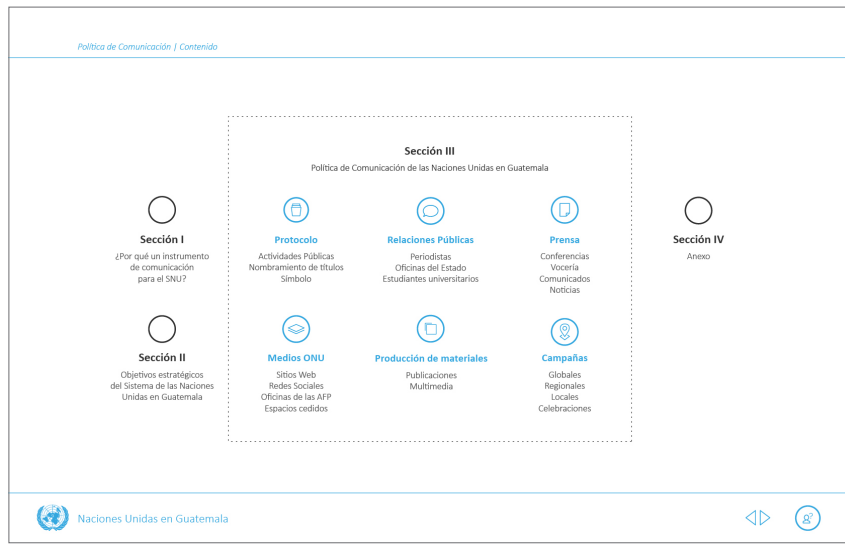 Política de Comunicación | Contenido
Sección III
Política de Comunicación de las Naciones Unidas en Guatemala
Sección I
¿Por qué un instrumento
de comunicación
para el SNU?
Protocolo
Actividades Públicas
Nombramiento de títulos
Símbolo
Relaciones Públicas
Periodistas
Oficinas del Estado
Estudiantes universitarios
Prensa
Conferencias
Vocería
Comunicados
Noticias
Sección IV
Anexo
Sección II
Objetivos estratégicos
del Sistema de las Naciones
Unidas en Guatemala
Medios ONU
Sitios Web
Redes Sociales
Oficinas de las AFP
Espacios cedidos
Producción de materiales
Publicaciones
Multimedia
Campañas
Globales
Regionales
Locales
Celebraciones
Naciones Unidas en Guatemala